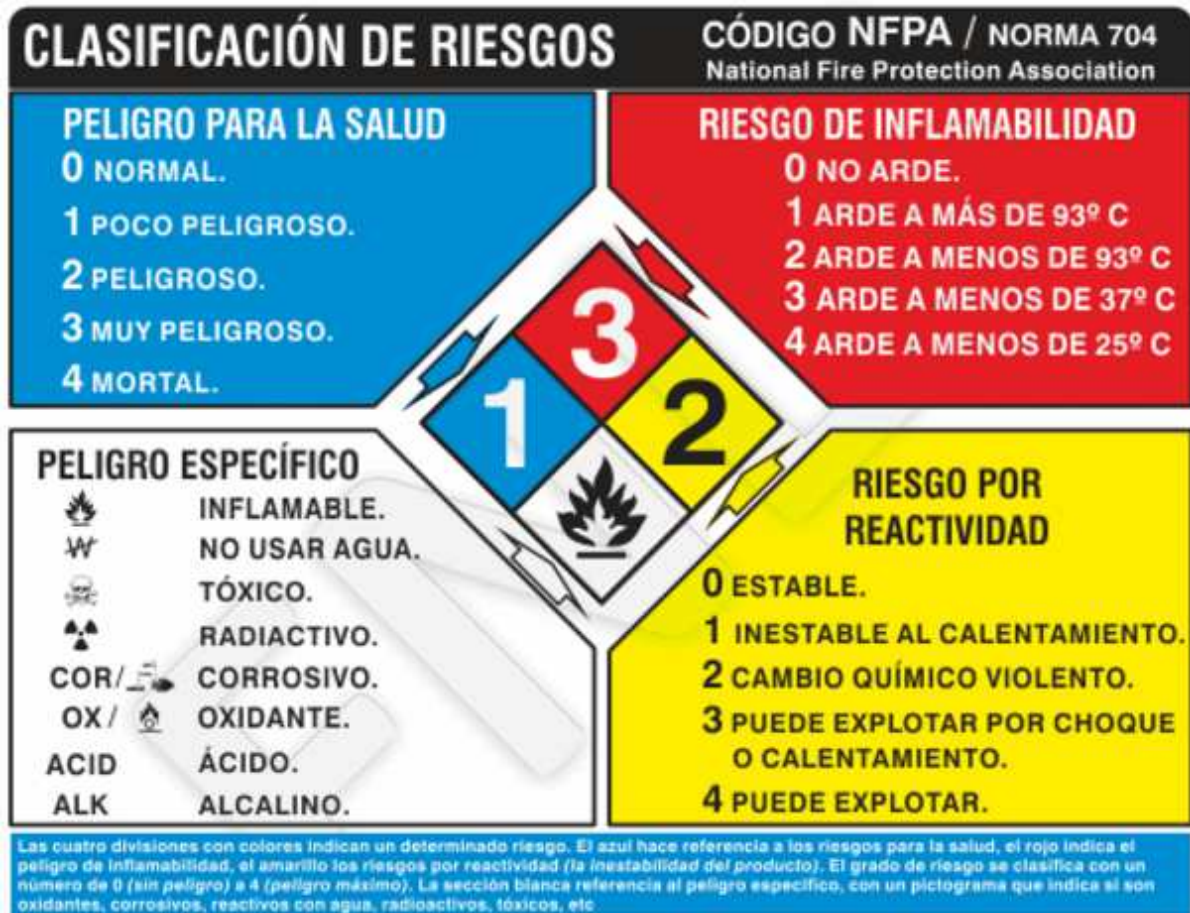 CLASIFICACIÓN DE RIESGOS
CÓDIGO NFPA / NORMA 704
National Fire Protection Association
PELIGRO PARA LA SALUD
0 NORMAL.
1 POCO PELIGROSO.
2 PELIGROSO.
3 MUY PELIGROSO.
4 MORTAL.
RIESGO DE INFLAMABILIDAD
0 NO ARDE.
1 ARDE A MÁS DE 93º C
2 ARDE A MENOS DE 93º C
3 ARDE A MENOS DE 37º C
4 ARDE A MENOS DE 25º C
3
1
2
PELIGRO ESPECÍFICO
INFLAMABLE.
W NO USAR AGUA.
TÓXICO.
RADIACTIVO.
COR/ CORROSIVO.
OX / OXIDANTE.
ACID ÁCIDO.
ALK ALCALINO.
RIESGO POR
REACTIVIDAD
0 ESTABLE.
1 INESTABLE AL CALENTAMIENTO.
2 CAMBIO QUÍMICO VIOLENTO.
3 PUEDE EXPLOTAR POR CHOQUE
O CALENTAMIENTO.
4 PUEDE EXPLOTAR.
Las cuatro divisiones con colores indican un determinado riesgo. El azul hace referencia a los riesgos para la salud, el rojo indica el
peligro de inflamabilidad, el amarillo los riesgos por reactividad (la inestabilidad del producto). El grado de riesgo se clasifica con un
número de 0 (sin peligro) a 4 (peligro máximo). La sección blanca referencia al peligro especifico, con un pictograma que indica si son
oxidantes, corrosivos, reactivos con agua, radioactivos, tóxicos, etc